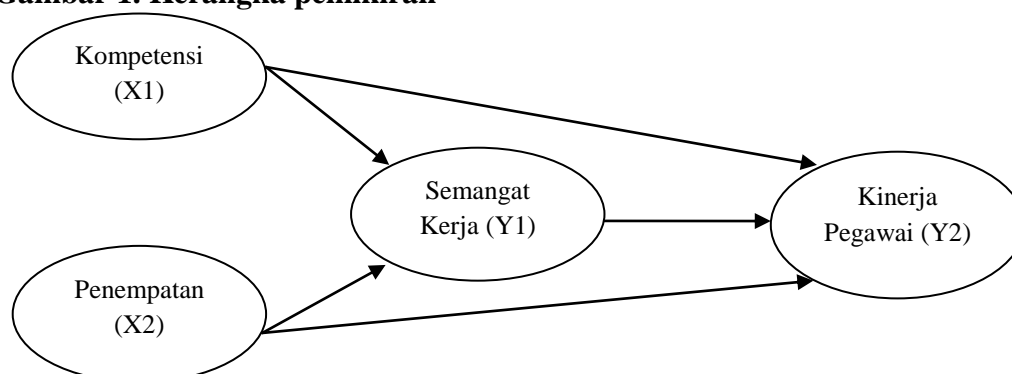 Gambar 1. Kerangka pemikiran
Kompetensi
(X1)
Semangat
Kerja (Y1)
Kinerja
Pegawai (Y2)
Penempatan
(X2)